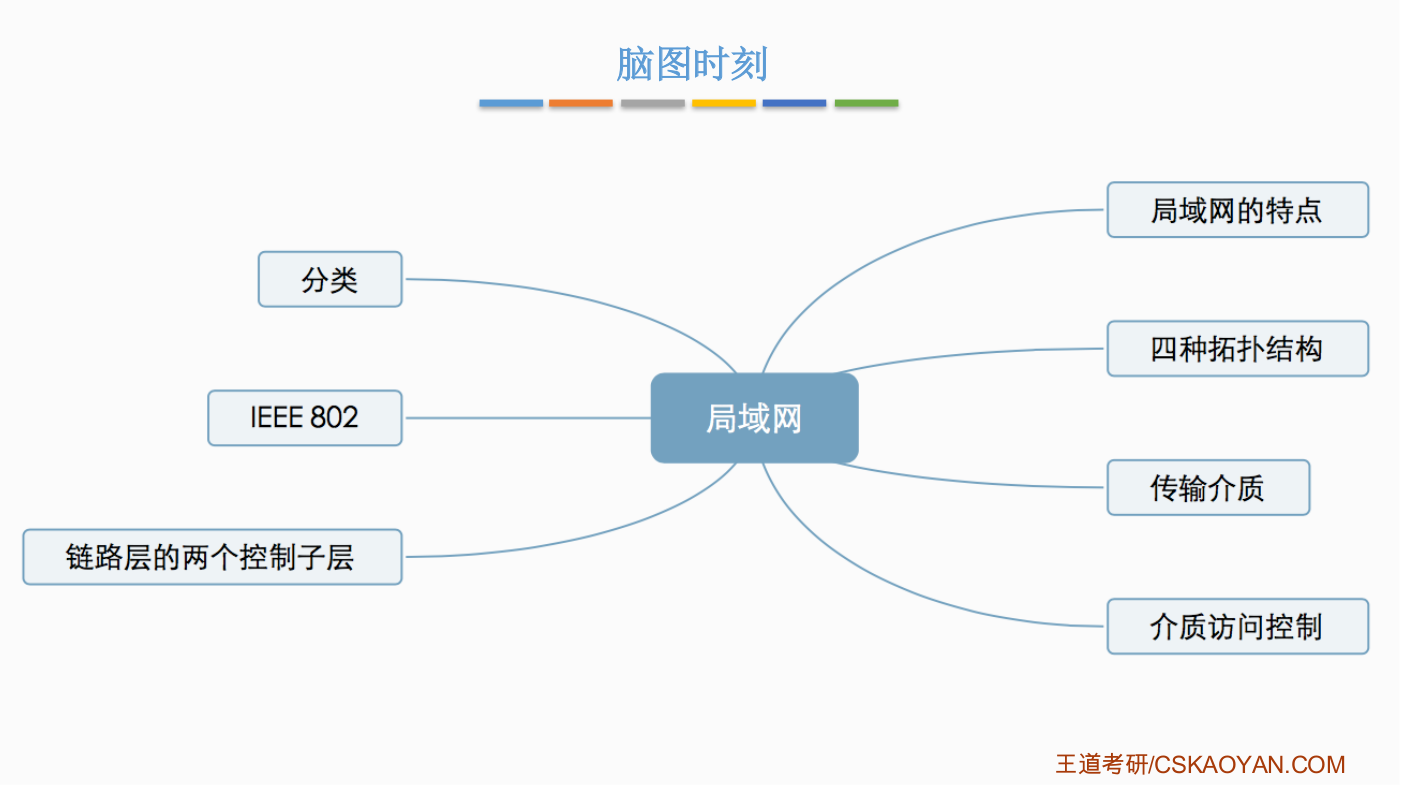 脑图时刻
局域网的特点
分类
四种拓扑结构
IEEE 802
局域网
传输介质
链路层的两个控制子层
介质访问控制
王道考研/CSKAOYAN.COM